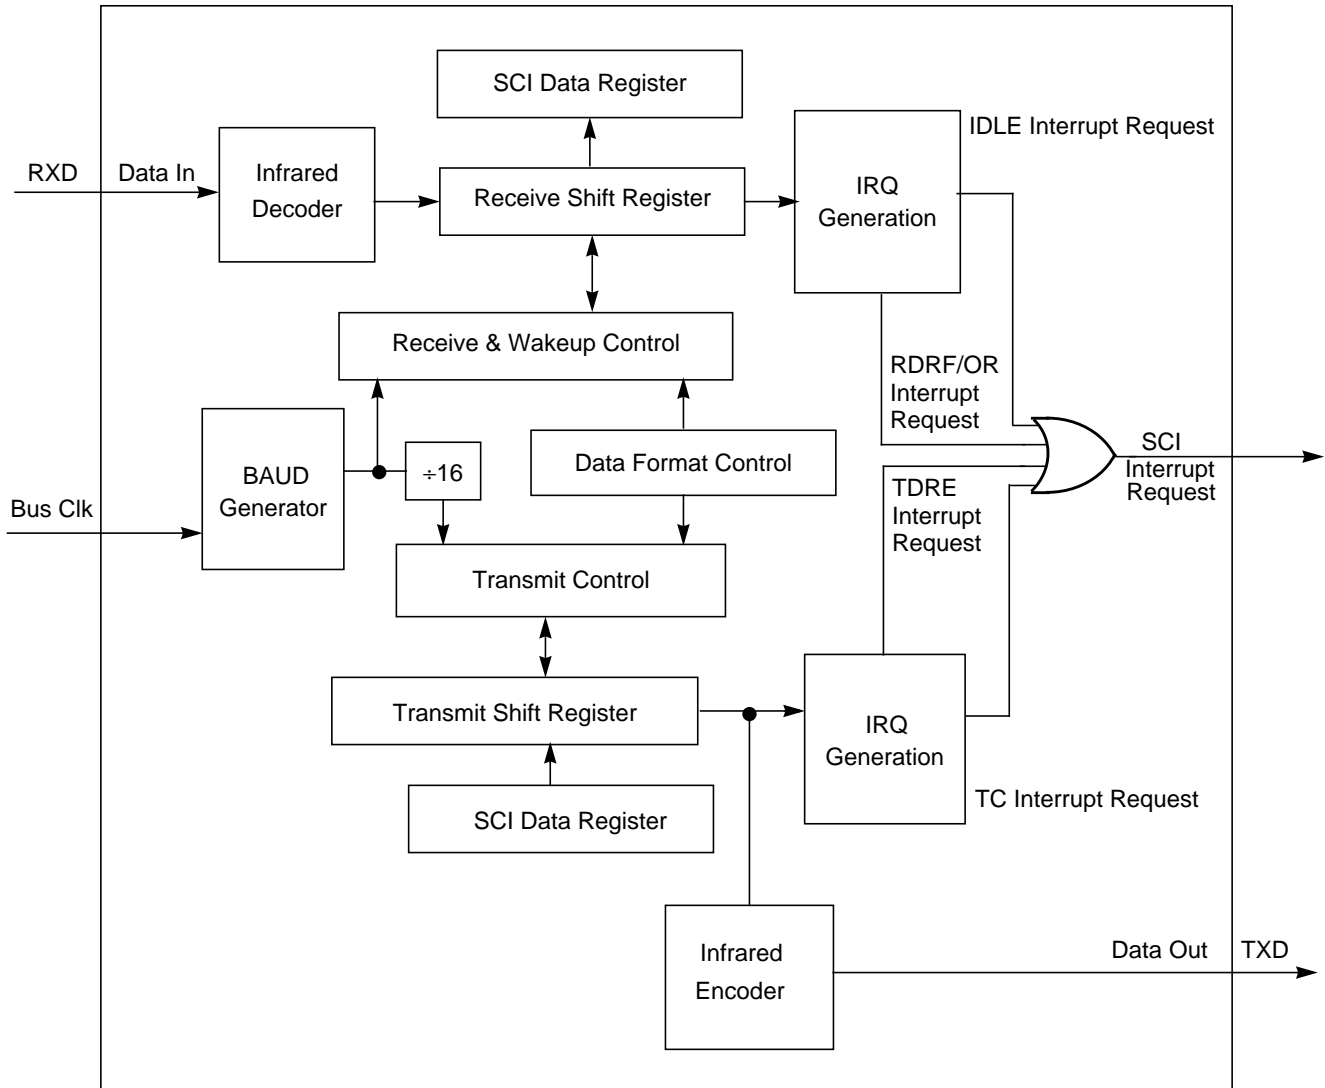 SCI Data Register
IDLE Interrupt Request
RXD
Data In
Infrared
Decoder
Receive Shift Register
IRQ
Generation
Receive & Wakeup Control
RDRF/OR
Interrupt
Request
BAUD
Generator
÷16
Data Format Control
SCI
Interrupt
Request
Bus Clk
TDRE
Interrupt
Request
Transmit Control
Transmit Shift Register
IRQ
Generation
SCI Data Register
TC Interrupt Request
Infrared
Encoder
Data Out
TXD